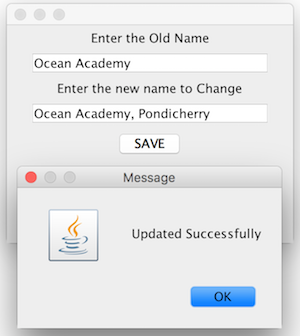 Enter the Old Name
Ocean Academy
Enter the new name to Change
Ocean Academy, Pondicherry
SAVE
Message
Updated Successfully
OK